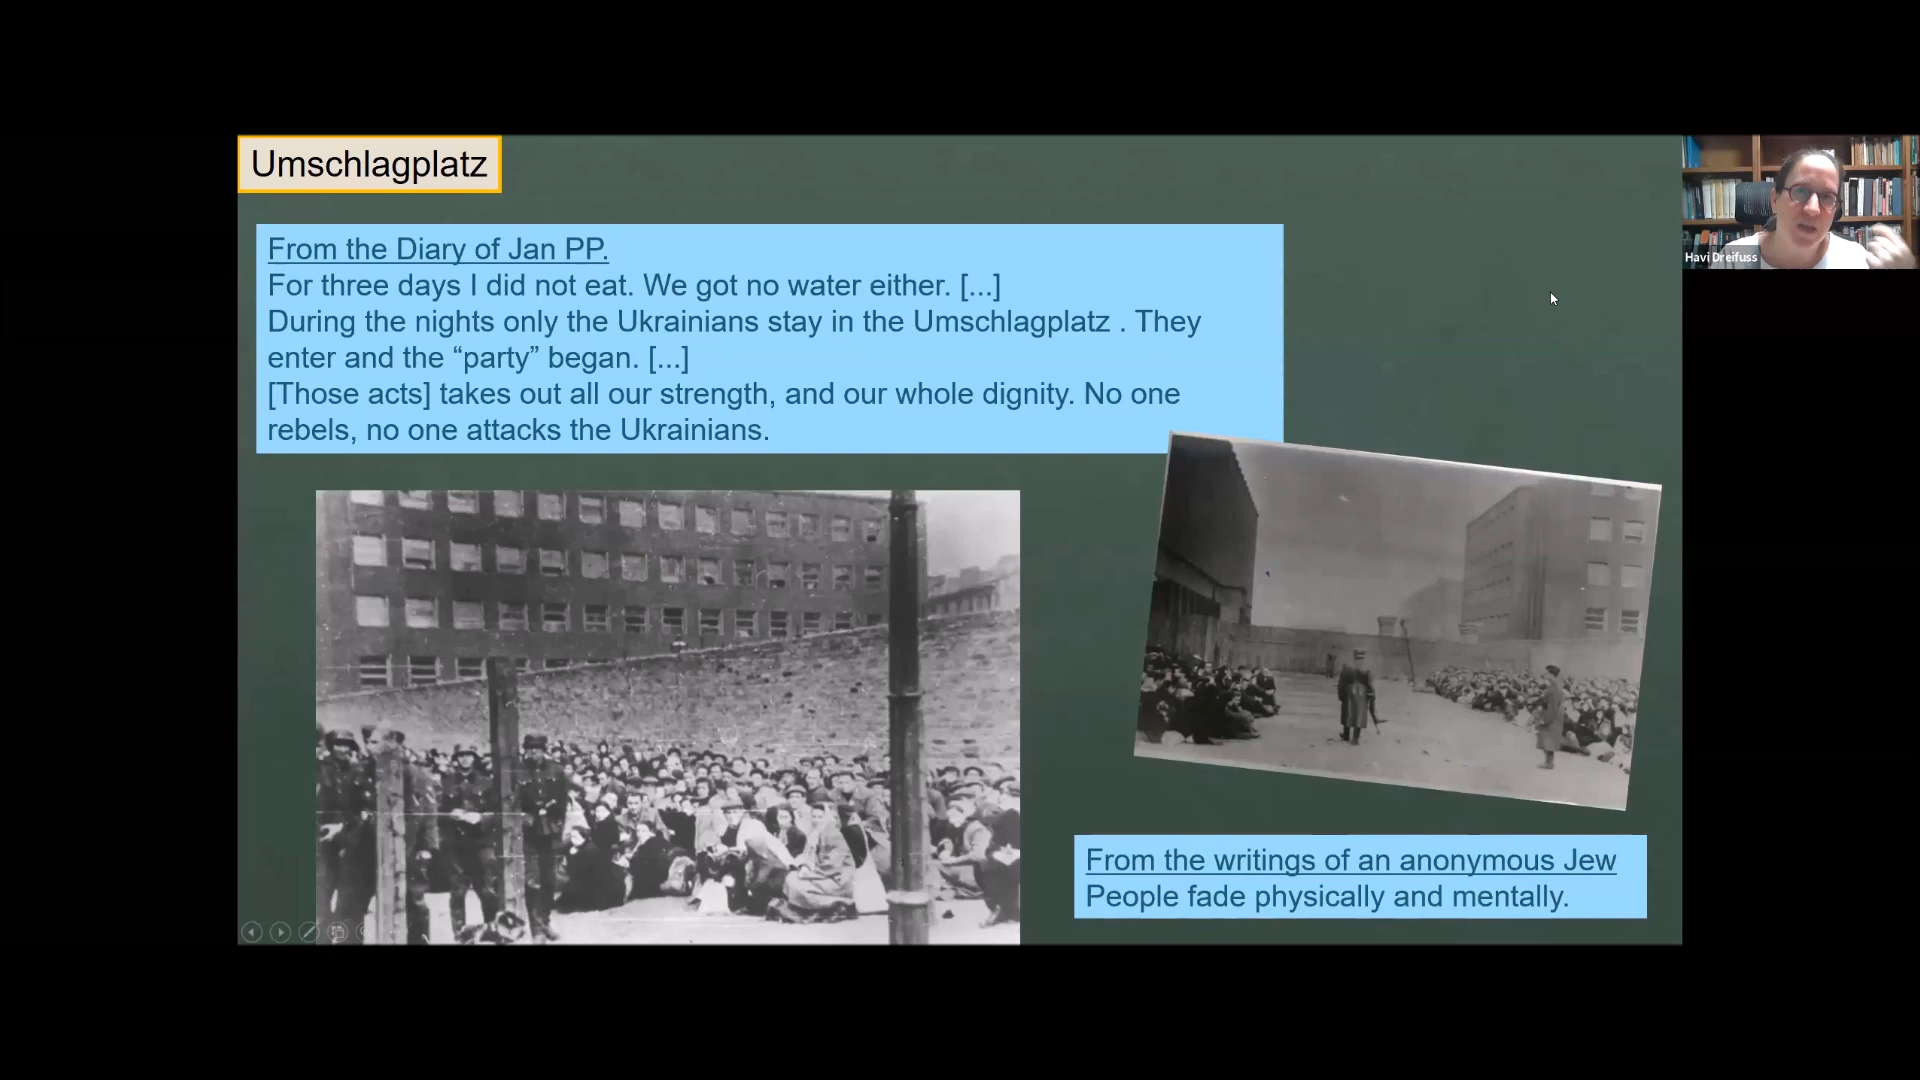 Umschlagplatz
From the Diary of Jan PP.
For three days I did not eat. We got no water either. [...]
During the nights only the Ukrainians stay in the Umschlagplatz . They
enter and the “party” began. [...]
[Those acts] takes out all our strength, and our whole dignity. No one
rebels, no one attacks the Ukrainians.
From the writings of an anonymous Jew
People fade physically and mentally.
Havi Dreifuss